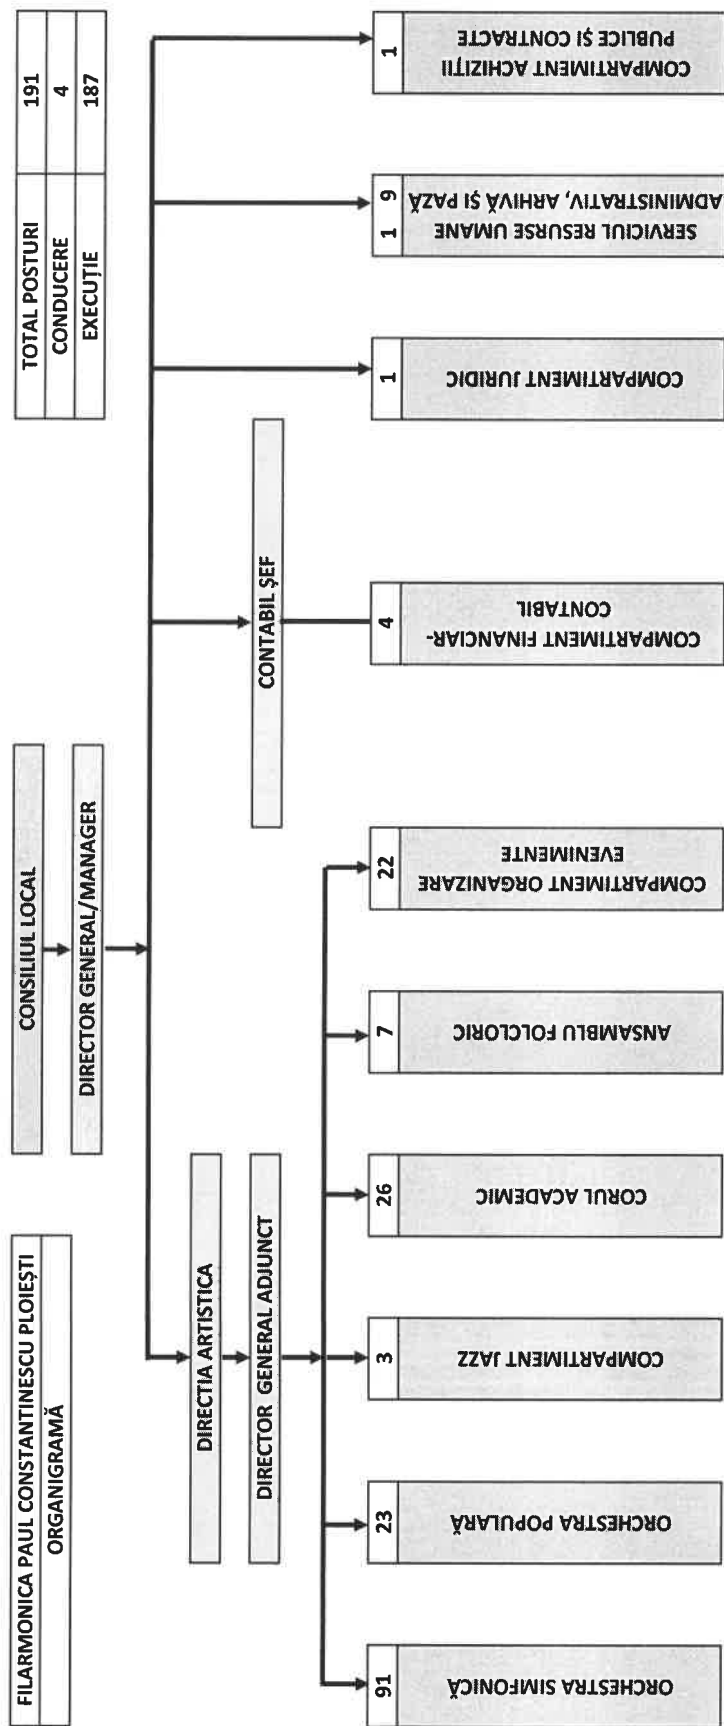 FILARMONICA PAUL CONSTANTINESCU PLOIEȘTI
ORGANIGRAMĂ
CONSILIUL LOCAL
DIRECTOR GENERAL/MANAGER
TOTAL POSTURI 191
CONDUCERE 4
EXECUȚIE 187
DIRECTIA ARTISTICA
DIRECTOR GENERAL ADJUNCT
CONTABIL ȘEF
91
ORCHESTRA SIMFONICĂ
23
ORCHESTRA POPULARĂ
3
COMPARTIMENT JAZZ
26
CORUL ACADEMIC
7
ANSAMBLU FOLCLORIC
22
COMPARTIMENT ORGANIZARE
EVENIMENTE
4
COMPARTIMENT FINANCIAR-
CONTABIL
1
COMPARTIMENT JURIDIC
1 9
SERVICIUL RESURSE UMANE
ADMINISTRATIV, ARHIVĂ ȘI PAZĂ
1
COMPARTIMENT ACHIZIȚII
PUBLICE ȘI CONTRACTE